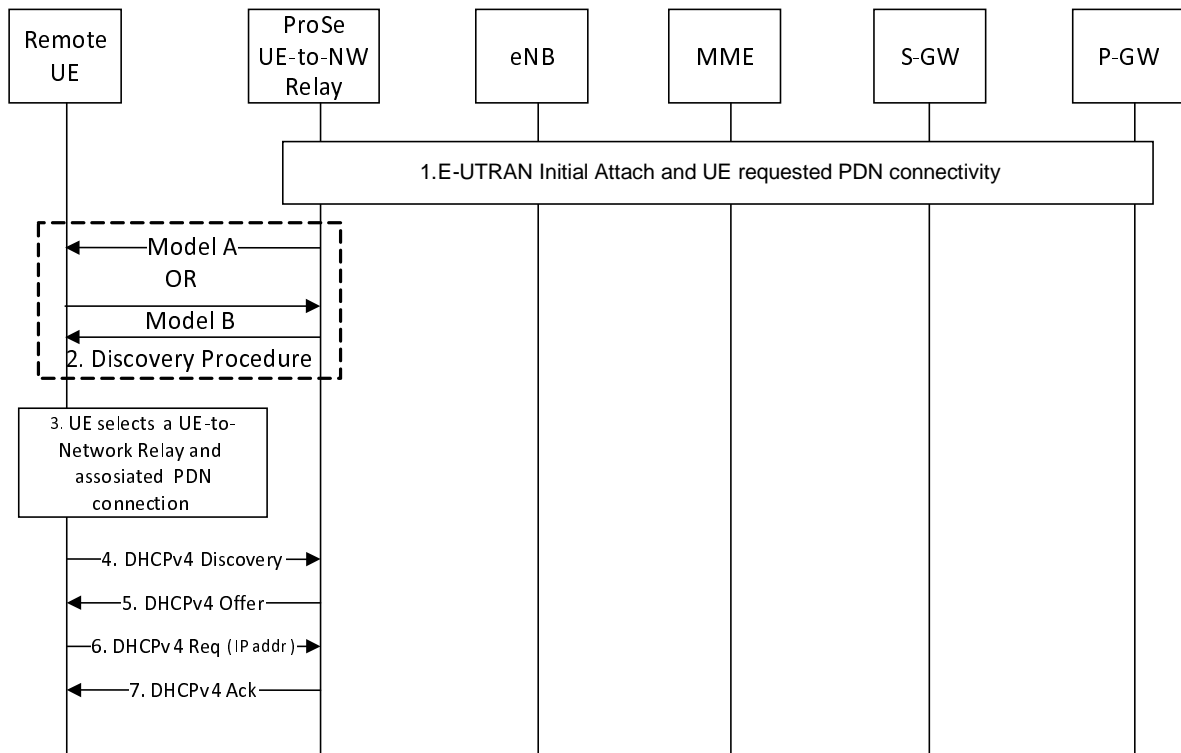 Remote
UE
ProSe
UE-to-NW
Relay
eNB
MME
S-GW
P-GW
1.E-UTRAN Initial Attach and UE requested PDN connectivity
Model A
OR
Model B
2. Discovery Procedure
3. UE selects a UE-to-
Network Relay and
assosiated PDN
connection
4. DHCPv4 Discovery
5. DHCPv4 Offer
6. DHCPv4 Req (IP addr)
7. DHCPv4 Ack